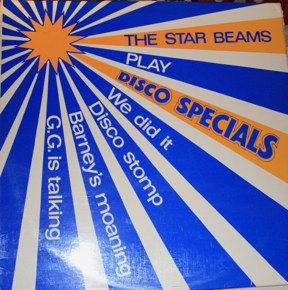 THE STAR BEAMS
PLAY
DISCO SPECIALS
We did it
Disco stomp
Barney's moaning
G.G. is talking